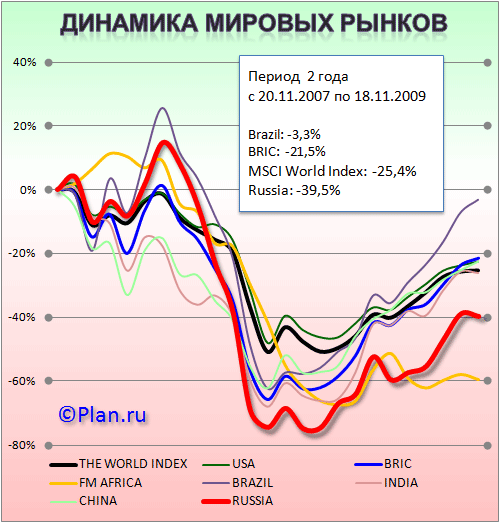 ДИНАМИКА МИРОВЫХ РЫНКОВ
40%
Период 2 года
с 20.11.2007 по 18.11.2009
20%
Brazil: -3,3%
BRIC: -21,5%
MSCI World Index: -25,4%
Russia: -39,5%
0%
-20%
-40%
-60%
©Plan.ru
-80%
THE WORLD INDEX USA BRIC
FM AFRICA BRAZIL INDIA
CHINA RUSSIA